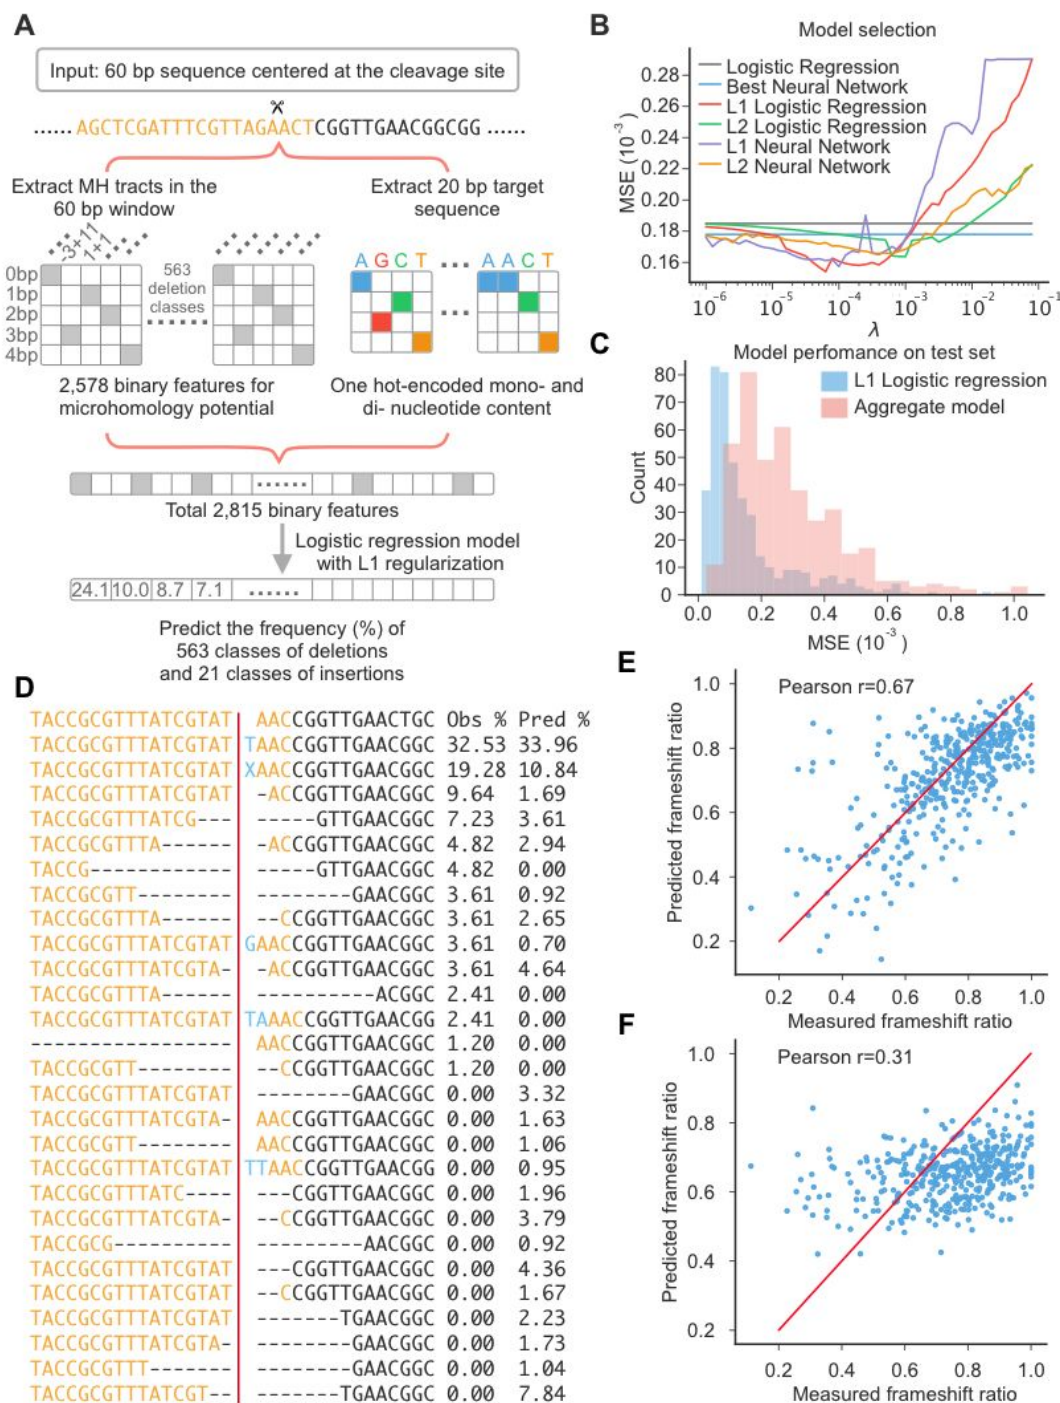 A
Input: 60 bp sequence centered at the cleavage site
...... AGCTCGATTTCGTTAGAACTCGGTTGAACGGCGG ......
Extract MH tracts in the
60 bp window
Extract 20 bp target
sequence
-3+11
1+1
0bp
1bp
2bp
3bp
4bp
563
deletion
classes
A G C T ... A A C T
2,578 binary features for
microhomology potential
One hot-encoded mono- and
di- nucleotide content
Total 2,815 binary features
Logistic regression model
with L1 regularization
24.1 10.0 8.7 7.1 ......
Predict the frequency (%) of
563 classes of deletions
and 21 classes of insertions
B
Model selection
MSE (10⁻³)
0.28
0.26
0.24
0.22
0.20
0.18
0.16
Logistic Regression
Best Neural Network
L1 Logistic Regression
L2 Logistic Regression
L1 Neural Network
L2 Neural Network
10⁻⁶ 10⁻⁵ 10⁻⁴ 10⁻³ 10⁻² 10⁻¹
λ
C
Model perfomance on test set
L1 Logistic regression
Aggregate model
Count
80
70
60
50
40
30
20
10
0
0.0 0.2 0.4 0.6 0.8 1.0
MSE (10⁻³)
D
TACCGCGTTTATCGTAT AACCGGTTGAACTGC Obs % Pred %
TACCGCGTTTATCGTAT TAACCGGTTGAACGGC 32.53 33.96
TACCGCGTTTATCGTAT XAACCGGTTGAACGGC 19.28 10.84
TACCGCGTTTATCGTAT -ACCGGTTGAACGGC 9.64 1.69
TACCGCGTTTATCG--- -----GTTGAACGGC 7.23 3.61
TACCGCGTTTA------ -ACCGGTTGAACGGC 4.82 2.94
TACCG------------ -----GTTGAACGGC 4.82 0.00
TACCGCGTT-------- --------GAACGGC 3.61 0.92
TACCGCGTTTA------ --CCGGTTGAACGGC 3.61 2.65
TACCGCGTTTATCGTAT GAACCGGTTGAACGGC 3.61 0.70
TACCGCGTTTATCGTA- -ACCGGTTGAACGGC 3.61 4.64
TACCGCGTTTA------ ----------ACGGC 2.41 0.00
TACCGCGTTTATCGTAT TAAACCGGTTGAACGG 2.41 0.00
----------------- AACCGGTTGAACGGC 1.20 0.00
TACCGCGTT-------- --CCGGTTGAACGGC 1.20 0.00
TACCGCGTTTATCGTAT --------GAACGGC 0.00 3.32
TACCGCGTTTATCGTA- AACCGGTTGAACGGC 0.00 1.63
TACCGCGTT-------- AACCGGTTGAACGGC 0.00 1.06
TACCGCGTTTATCGTAT TTAACCGGTTGAACGG 0.00 0.95
TACCGCGTTTATC---- ---CGGTTGAACGGC 0.00 1.96
TACCGCGTTTATCGTA- --CCGGTTGAACGGC 0.00 3.79
TACCGCG---------- ---------AACGGC 0.00 0.92
TACCGCGTTTATCGTAT ---CGGTTGAACGGC 0.00 4.36
TACCGCGTTTATCGTAT --CCGGTTGAACGGC 0.00 1.67
TACCGCGTTTATCGTAT -------TGAACGGC 0.00 2.23
TACCGCGTTTATCGTA- --------GAACGGC 0.00 1.73
TACCGCGTTT------- --------GAACGGC 0.00 1.04
TACCGCGTTTATCGT-- -------TGAACGGC 0.00 7.84
E
Pearson r=0.67
Predicted frameshift ratio
1.0
0.8
0.6
0.4
0.2
0.2 0.4 0.6 0.8 1.0
Measured frameshift ratio
F
Pearson r=0.31
Predicted frameshift ratio
1.0
0.8
0.6
0.4
0.2
0.2 0.4 0.6 0.8 1.0
Measured frameshift ratio